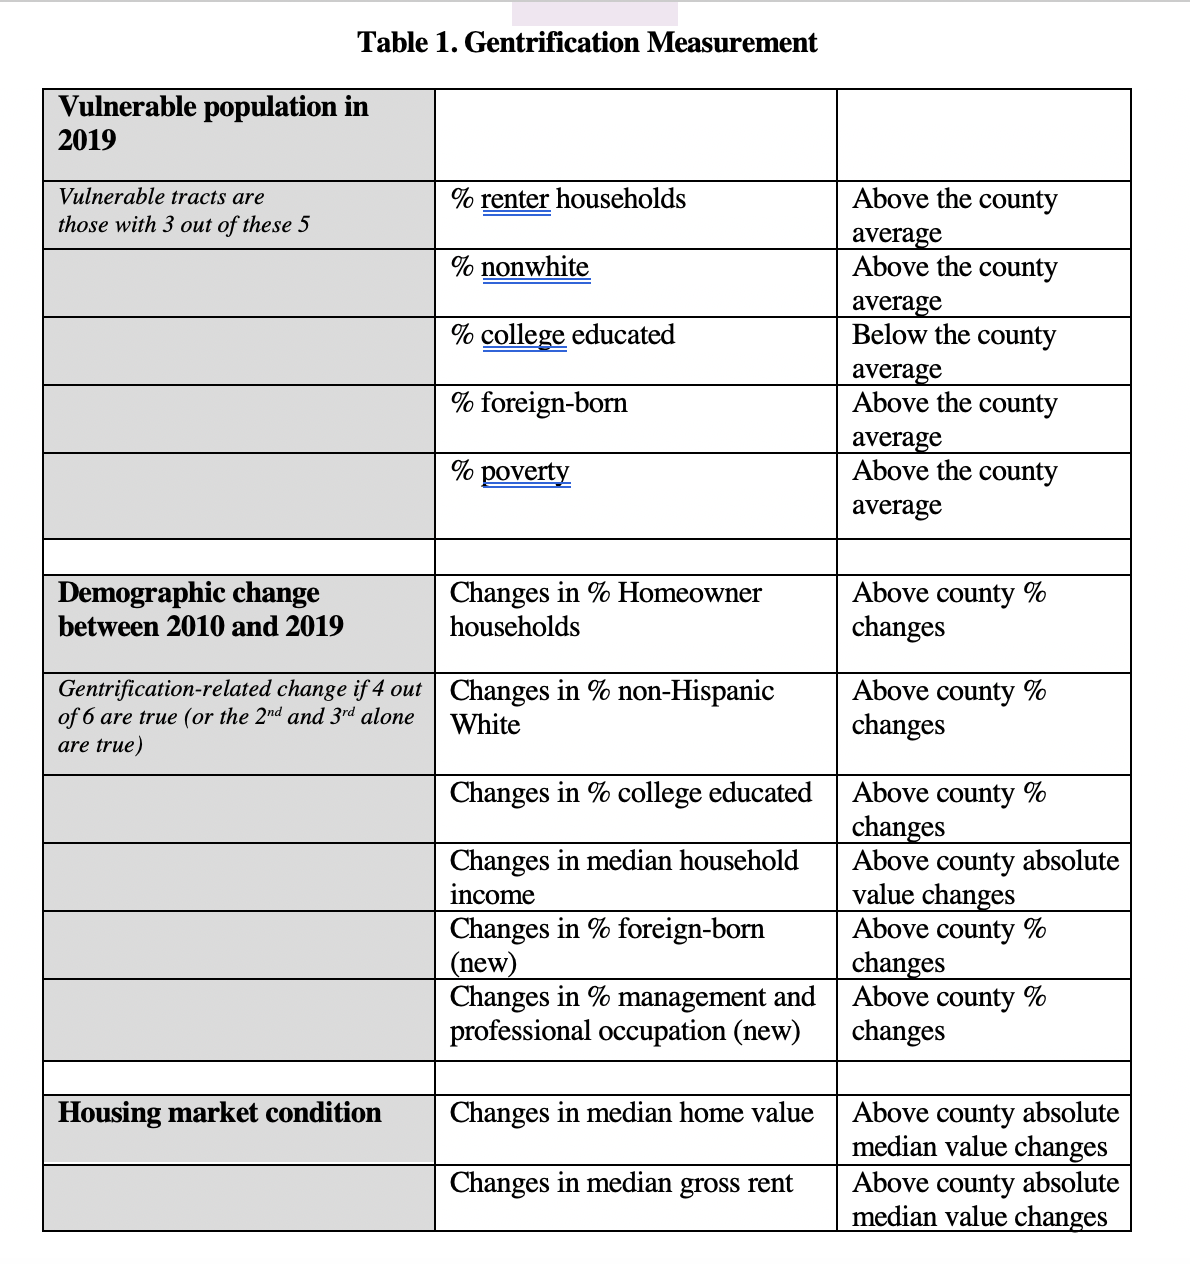 Table 1. Gentrification Measurement
Vulnerable population in
2019
Vulnerable tracts are
those with 3 out of these 5
% renter households
Above the county
average
% nonwhite
Above the county
average
% college educated
Below the county
average
% foreign-born
Above the county
average
% poverty
Above the county
average
Demographic change
between 2010 and 2019
Changes in % Homeowner
households
Above county %
changes
Gentrification-related change if 4 out
of 6 are true (or the 2nd and 3rd alone
are true)
Changes in % non-Hispanic
White
Above county %
changes
Changes in % college educated
Above county %
changes
Changes in median household
income
Above county absolute
value changes
Changes in % foreign-born
(new)
Above county %
changes
Changes in % management and
professional occupation (new)
Above county %
changes
Housing market condition
Changes in median home value
Above county absolute
median value changes
Changes in median gross rent
Above county absolute
median value changes